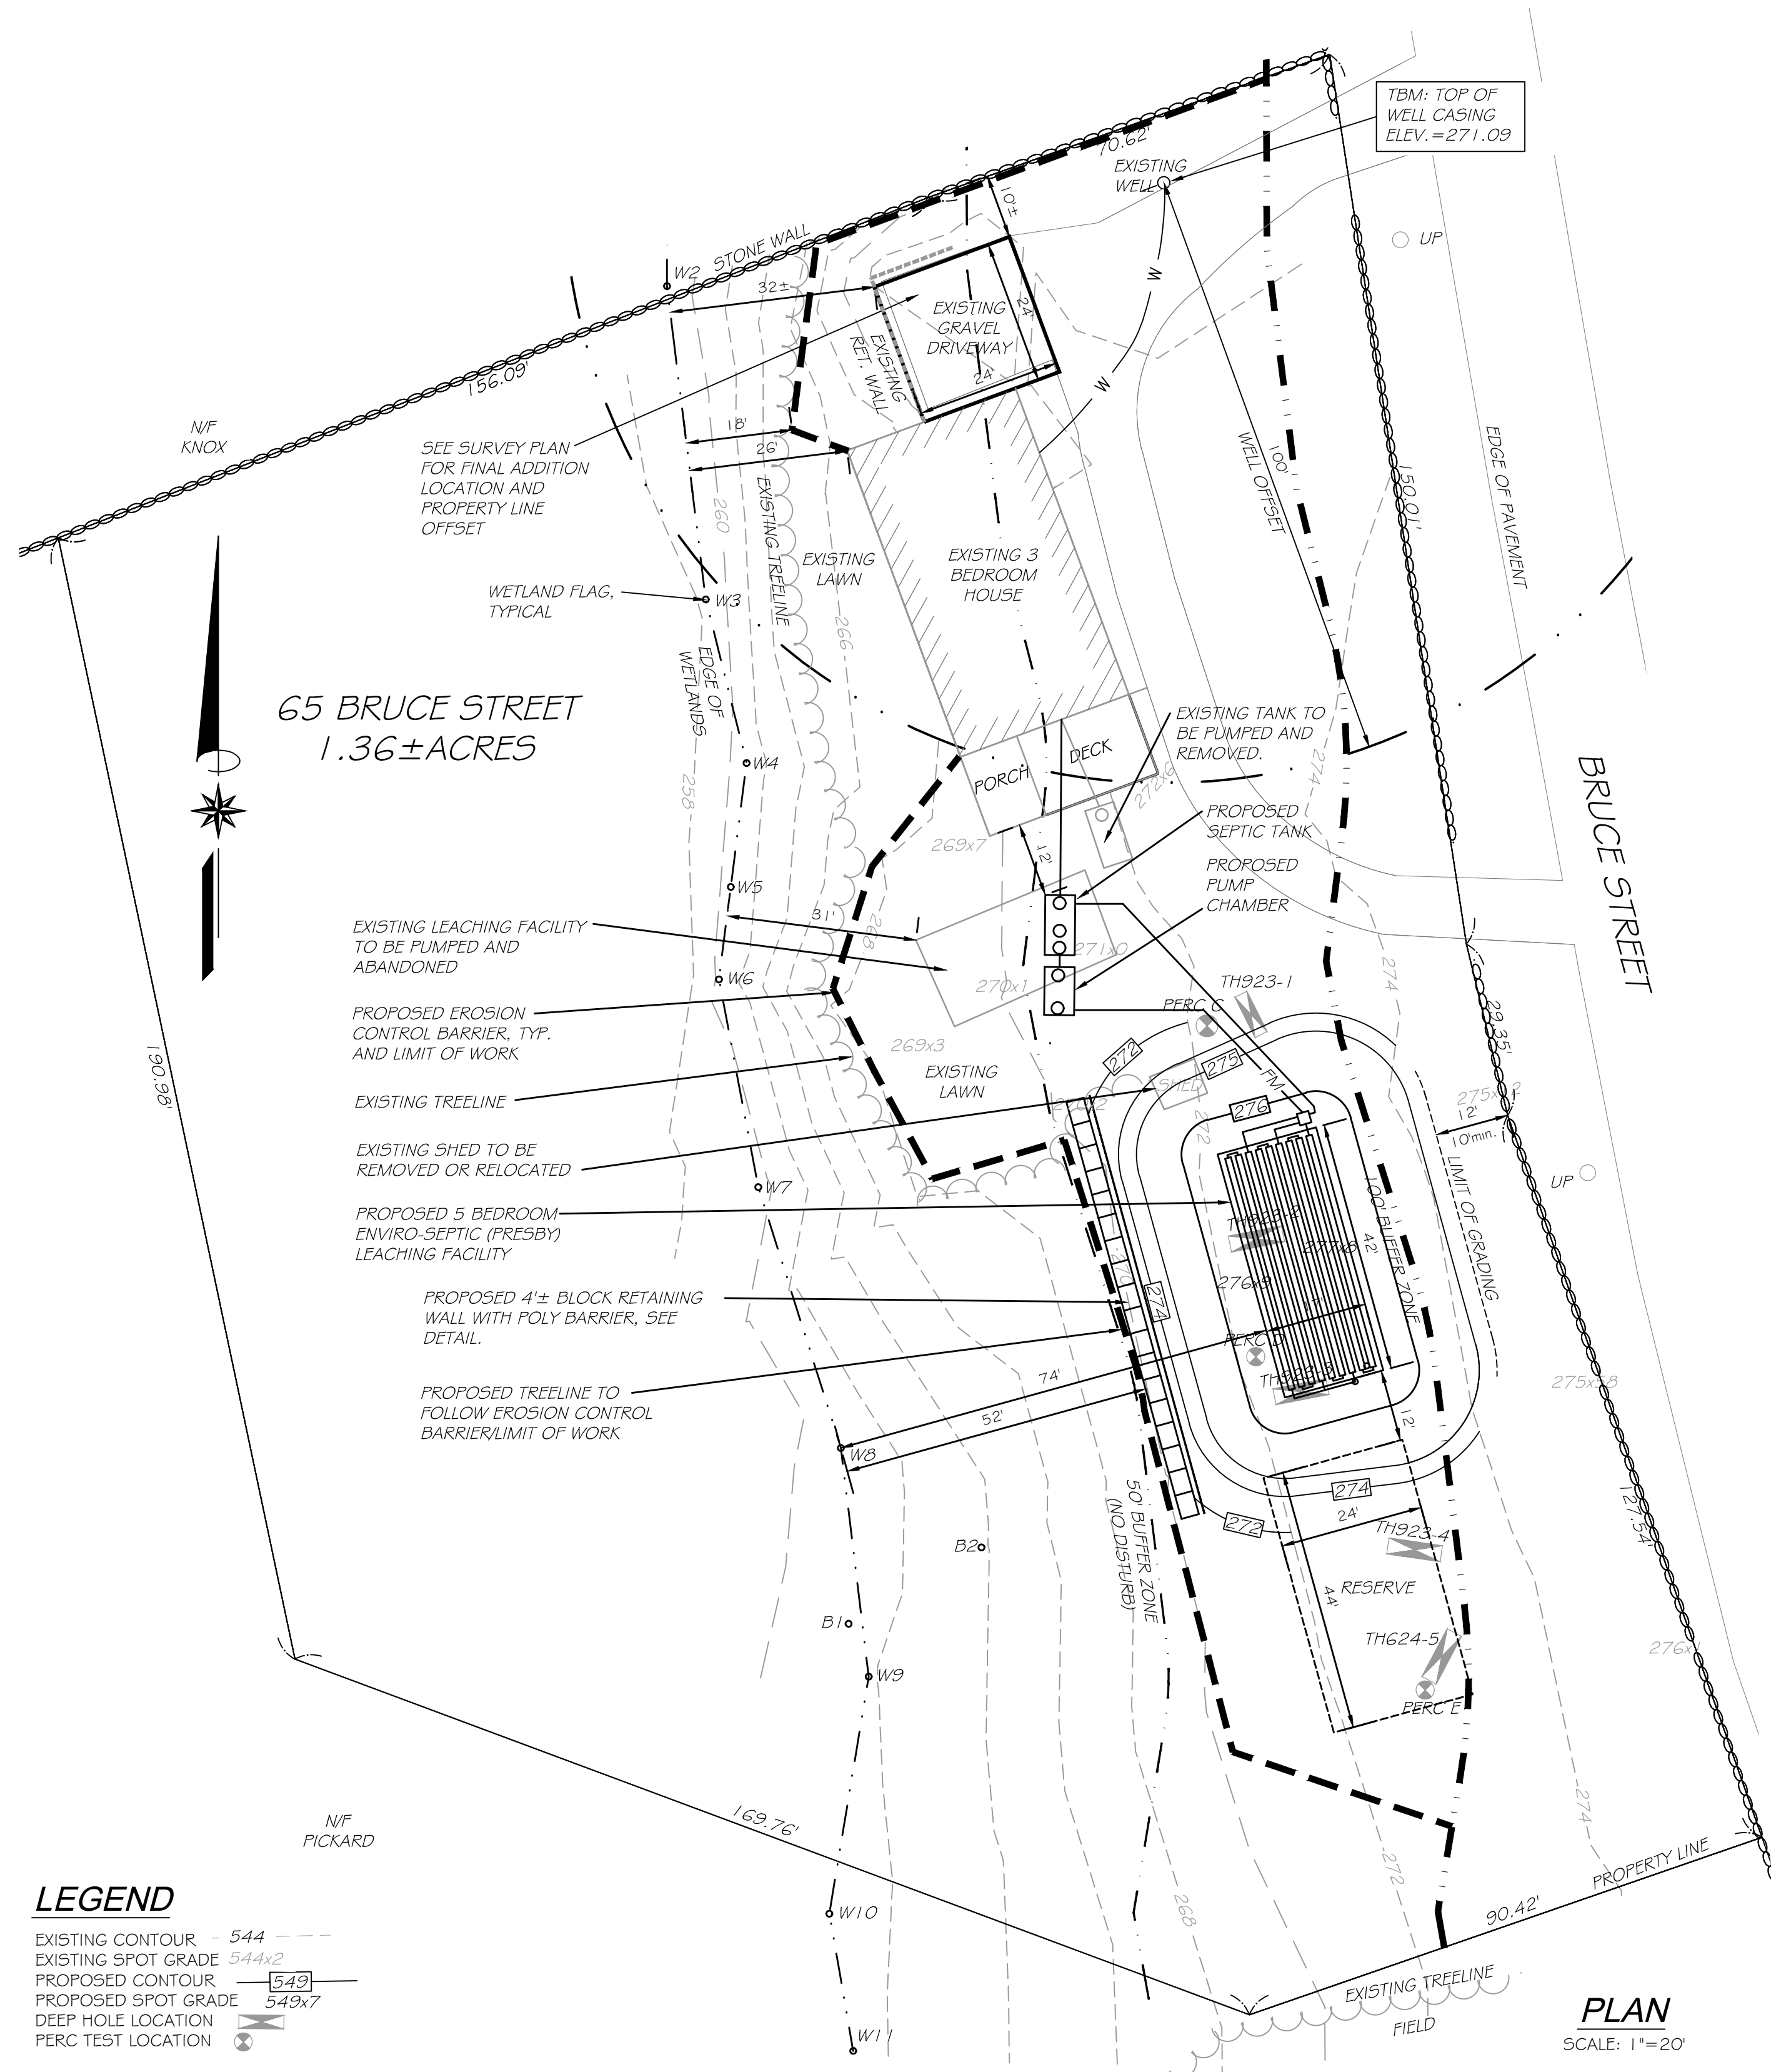 TBM: TOP OF
WELL CASING
ELEV.=271.09
70.62'
EXISTING
WELL
10'±
UP
STONE WALL
W2
32±
EXISTING
GRAVEL
DRIVEWAY
24'
24'
EXISTING
RET. WALL
W
W
156.09'
N/F
KNOX
SEE SURVEY PLAN
FOR FINAL ADDITION
LOCATION AND
PROPERTY LINE
OFFSET
18'
26'
260
EXISTING TREELINE
WELL OFFSET
100'
150.01'
EDGE OF PAVEMENT
EXISTING
LAWN
EXISTING 3
BEDROOM
HOUSE
WETLAND FLAG,
TYPICAL
W3
266
EDGE OF
WETLANDS
65 BRUCE STREET
1.36±ACRES
EXISTING TANK TO
BE PUMPED AND
REMOVED.
W4
258
PORCH
DECK
272x6
274
BRUCE STREET
PROPOSED
SEPTIC TANK
269x7
12'
PROPOSED
PUMP
CHAMBER
W5
31'
268
EXISTING LEACHING FACILITY
TO BE PUMPED AND
ABANDONED
271x0
274
W6
270x1
TH923-1
PERC C
PROPOSED EROSION
CONTROL BARRIER, TYP.
AND LIMIT OF WORK
29.35'
269x3
EXISTING
LAWN
272
275
SHED
FM
190.98'
EXISTING TREELINE
276
272
12'
10'min.
EXISTING SHED TO BE
REMOVED OR RELOCATED
W7
LIMIT OF GRADING
UP
PROPOSED 5 BEDROOM
ENVIRO-SEPTIC (PRESBY)
LEACHING FACILITY
TH923-2
277x8
42'
100' BUFFER ZONE
276x9
PROPOSED 4'± BLOCK RETAINING
WALL WITH POLY BARRIER, SEE
DETAIL.
274
PERC D
TH923-3
PROPOSED TREELINE TO
FOLLOW EROSION CONTROL
BARRIER/LIMIT OF WORK
74'
52'
275x58
12'
W8
50' BUFFER ZONE
(NO DISTURB)
274
272
24'
TH923-4
127.54'
B2
RESERVE
44'
B1
TH624-5
W9
PERC E
274
169.76'
N/F
PICKARD
272
PROPERTY LINE
90.42'
W10
268
EXISTING TREELINE
FIELD
W11
LEGEND
EXISTING CONTOUR 544
EXISTING SPOT GRADE 544x2
PROPOSED CONTOUR 549
PROPOSED SPOT GRADE 549x7
DEEP HOLE LOCATION
PERC TEST LOCATION
PLAN
SCALE: 1"=20'